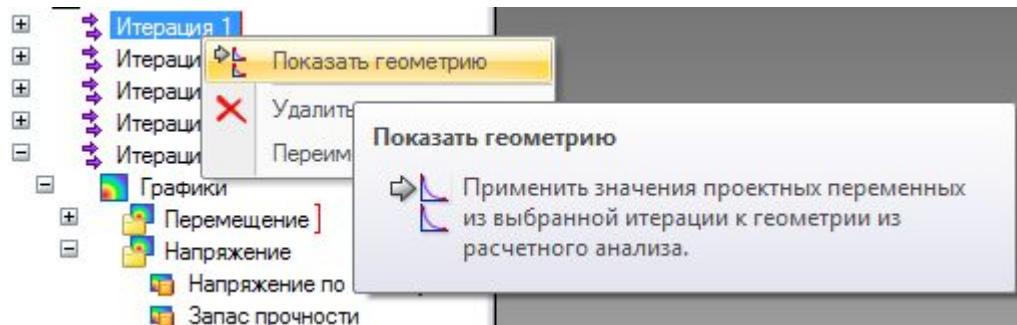 Итерация 1
Итераци
Показать геометрию
Итераци
Удалить
Итераци
Итераци
Переим
Графики
Перемещение
Напряжение
Напряжение по
Запас прочности
Показать геометрию
Применить значения проектных переменных
из выбранной итерации к геометрии из
расчетного анализа.